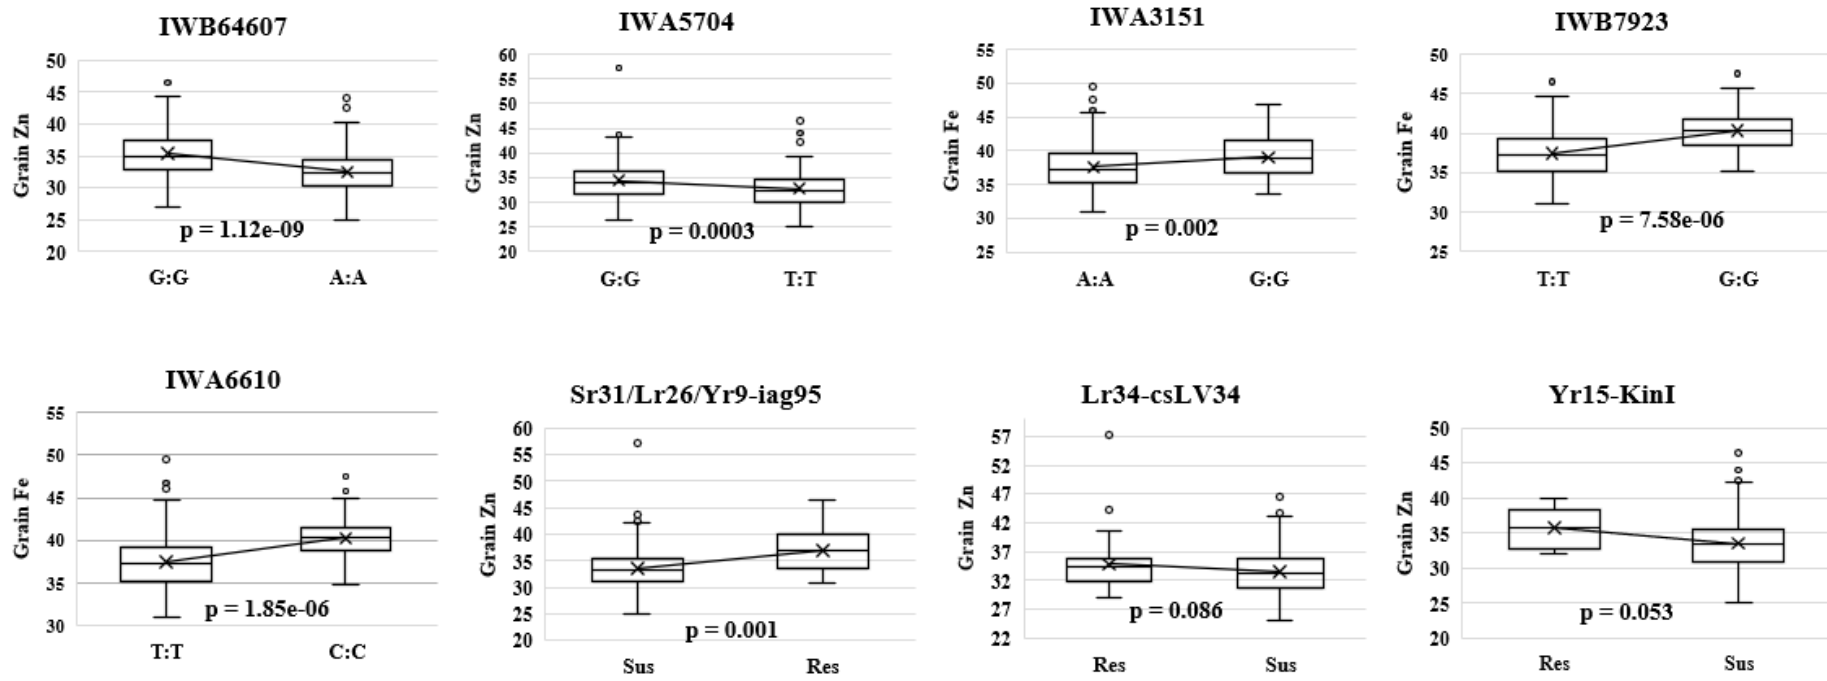 IWB64607
50
45
40
35
30
25
20
Grain Zn
p = 1.12e-09
G:G A:A
IWA5704
60
55
50
45
40
35
30
25
20
Grain Zn
p = 0.0003
G:G T:T
IWA3151
55
50
45
40
35
30
25
Grain Fe
p = 0.002
A:A G:G
IWB7923
50
45
40
35
30
25
Grain Fe
p = 7.58e-06
T:T G:G
IWA6610
55
50
45
40
35
30
Grain Fe
p = 1.85e-06
T:T C:C
Sr31/Lr26/Yr9-iag95
60
55
50
45
40
35
30
25
20
Grain Zn
p = 0.001
Sus Res
Lr34-csLV34
57
52
47
42
37
32
27
22
Grain Zn
p = 0.086
Res Sus
Yr15-KinI
50
45
40
35
30
25
20
Grain Zn
p = 0.053
Res Sus